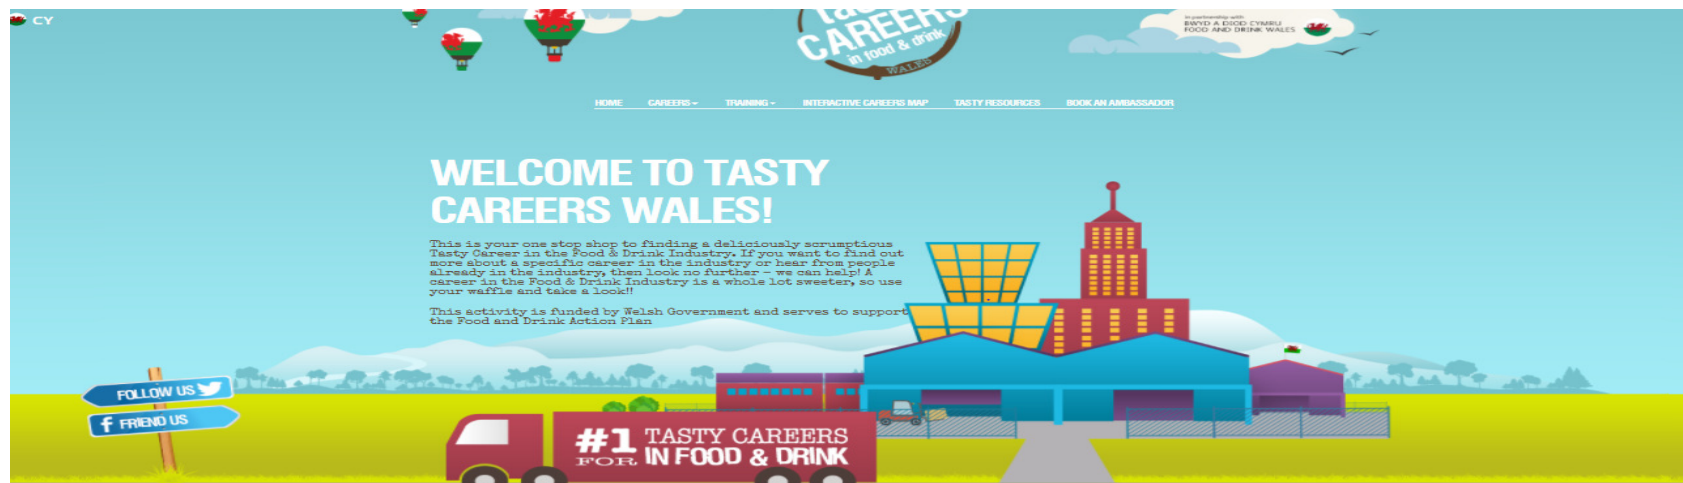 CY
CAREERS
in food & drink
WALES
in partnership with
BWYD A DIOD CYMRU
FOOD AND DRINK WALES
HOME CAREERS TRAINING INTERACTIVE CAREERS MAP TASTY RESOURCES BOOK AN AMBASSADOR
WELCOME TO TASTY
CAREERS WALES!
This is your one stop shop to finding a deliciously scrumptious
Tasty Career in the Food & Drink Industry. If you want to find out
more about a specific career in the industry or hear from people
already in the industry, then look no further - we can help! A
career in the Food & Drink Industry is a whole lot sweeter, so use
your waffle and take a look!!
This activity is funded by Welsh Government and serves to support
the Food and Drink Action Plan
FOLLOW US
f FRIEND US
#1 FOR TASTY CAREERS
IN FOOD & DRINK